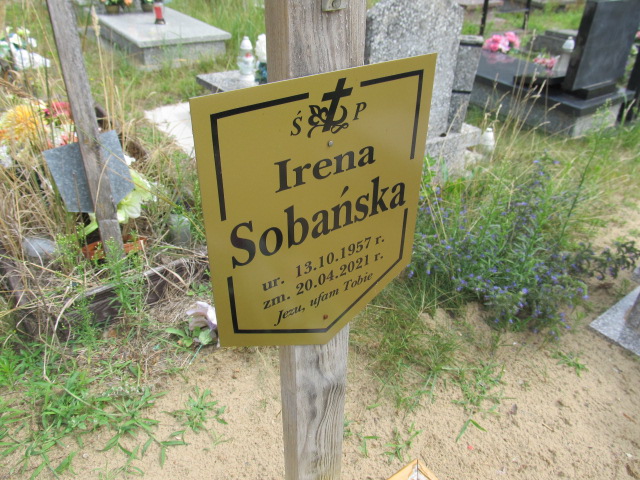 Ś P
Irena
Sobańska
ur. 13.10.1957 r.
zm. 20.04.2021 r.
Jezu, ufam Tobie